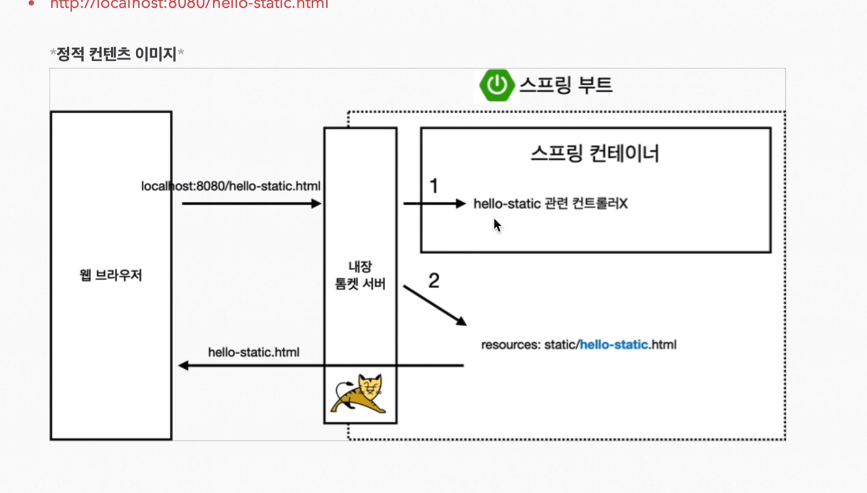 http://localhost:8080/hello-static.html
*정적 컨텐츠 이미지*
스프링 부트
스프링 컨테이너
localhost:8080/hello-static.html
1
hello-static 관련 컨트롤러X
웹 브라우저
내장
톰켓 서버
2
resources: static/hello-static.html
hello-static.html